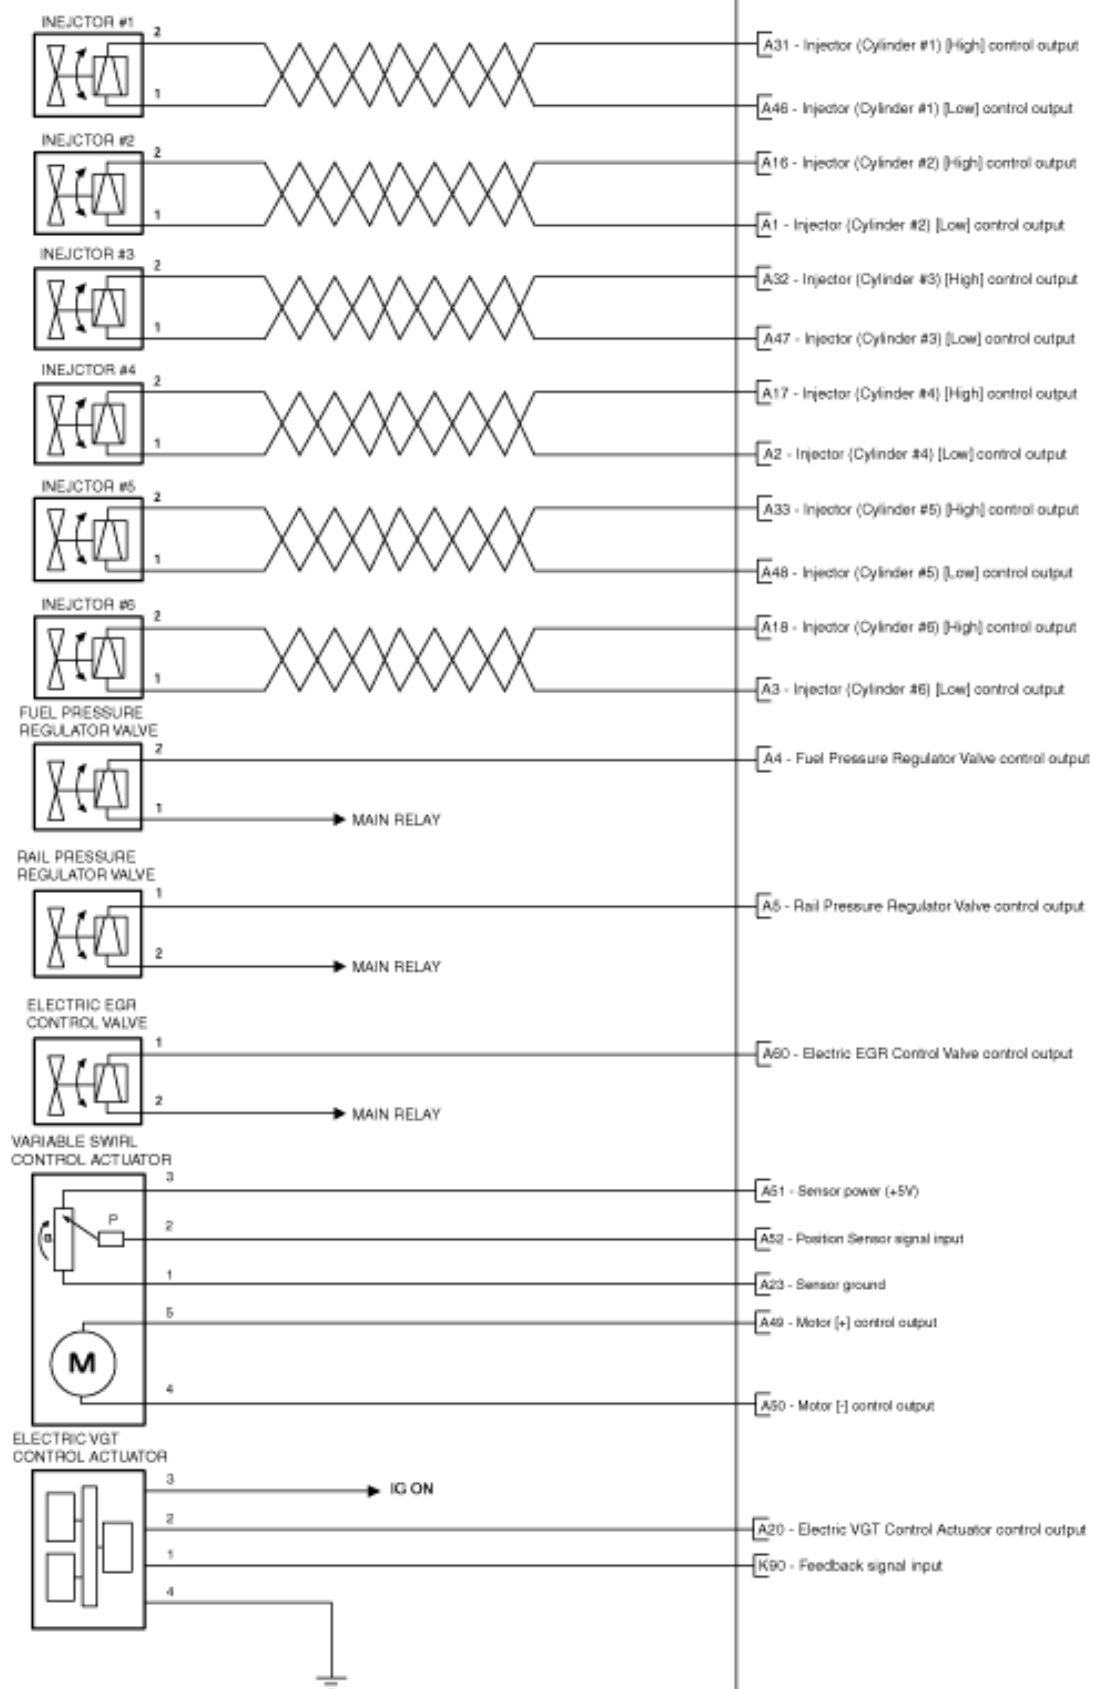 INEJCTOR #1
2
A31 - Injector (Cylinder #1) [High] control output
1
A46 - Injector (Cylinder #1) [Low] control output
INEJCTOR #2
2
A16 - Injector (Cylinder #2) [High] control output
1
A1 - Injector (Cylinder #2) [Low] control output
INEJCTOR #3
2
A32 - Injector (Cylinder #3) [High] control output
1
A47 - Injector (Cylinder #3) [Low] control output
INEJCTOR #4
2
A17 - Injector (Cylinder #4) [High] control output
1
A2 - Injector (Cylinder #4) [Low] control output
INEJCTOR #5
2
A33 - Injector (Cylinder #5) [High] control output
1
A48 - Injector (Cylinder #5) [Low] control output
INEJCTOR #6
2
A18 - Injector (Cylinder #6) [High] control output
1
A3 - Injector (Cylinder #6) [Low] control output
FUEL PRESSURE
REGULATOR VALVE
2
A4 - Fuel Pressure Regulator Valve control output
1
MAIN RELAY
RAIL PRESSURE
REGULATOR VALVE
1
A5 - Rail Pressure Regulator Valve control output
2
MAIN RELAY
ELECTRIC EGR
CONTROL VALVE
1
A60 - Electric EGR Control Valve control output
2
MAIN RELAY
VARIABLE SWIRL
CONTROL ACTUATOR
3
A51 - Sensor power (+5V)
P
2
A52 - Position Sensor signal input
α
1
A23 - Sensor ground
5
A49 - Motor [+] control output
M
4
A50 - Motor [-] control output
ELECTRIC VGT
CONTROL ACTUATOR
3
IG ON
2
A20 - Electric VGT Control Actuator control output
1
K90 - Feedback signal input
4